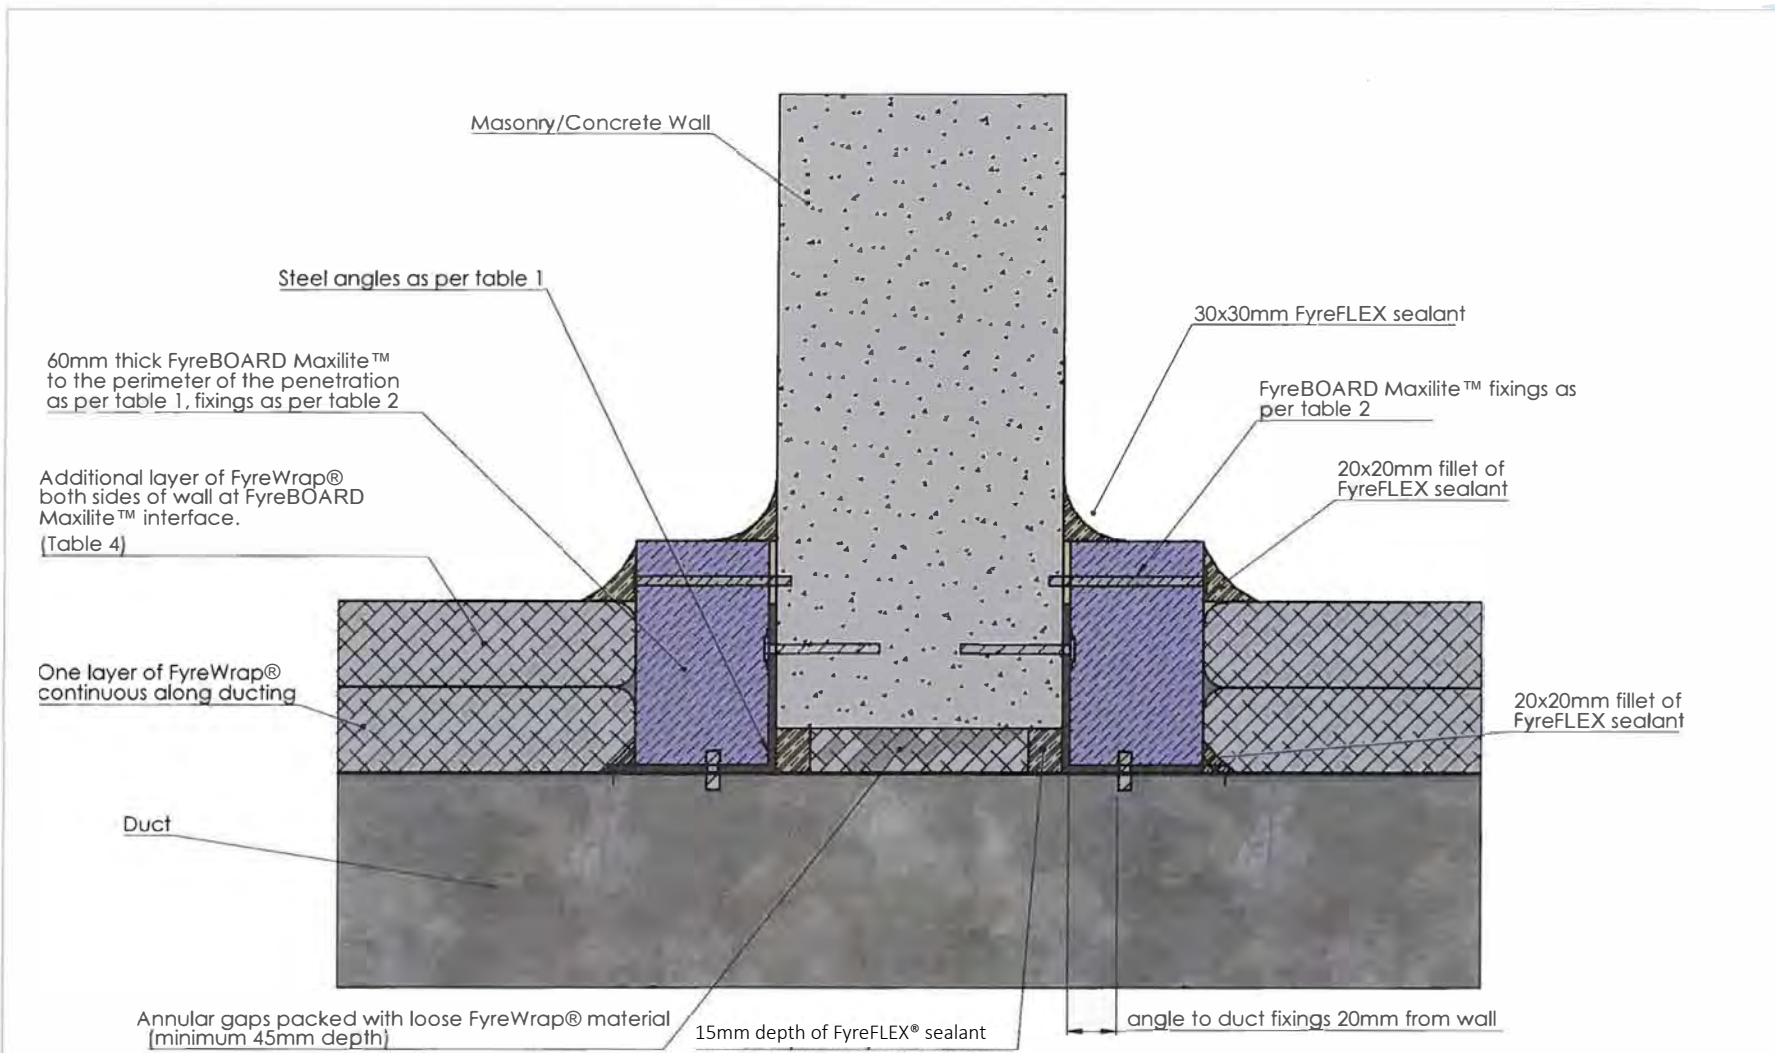 Masonry/Concrete Wall
Steel angles as per table 1
60mm thick FyreBOARD Maxilite™
to the perimeter of the penetration
as per table 1, fixings as per table 2
Additional layer of FyreWrap®
both sides of wall at FyreBOARD
Maxilite™ interface.
(Table 4)
One layer of FyreWrap®
continuous along ducting
Duct
Annular gaps packed with loose FyreWrap® material
(minimum 45mm depth)
15mm depth of FyreFLEX® sealant
30x30mm FyreFLEX sealant
FyreBOARD Maxilite™ fixings as
per table 2
20x20mm fillet of
FyreFLEX sealant
20x20mm fillet of
FyreFLEX sealant
angle to duct fixings 20mm from wall